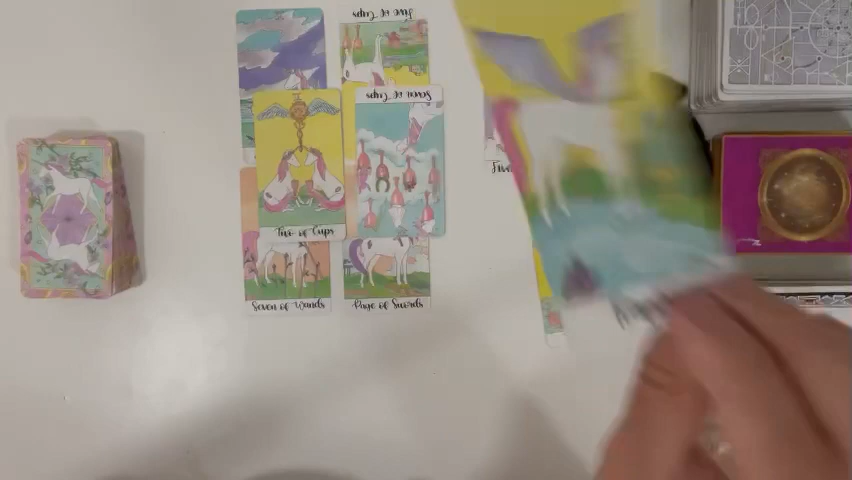 Five of Cups
Seven of Cups
Two of Cups
Seven of Wands
Page of Swords